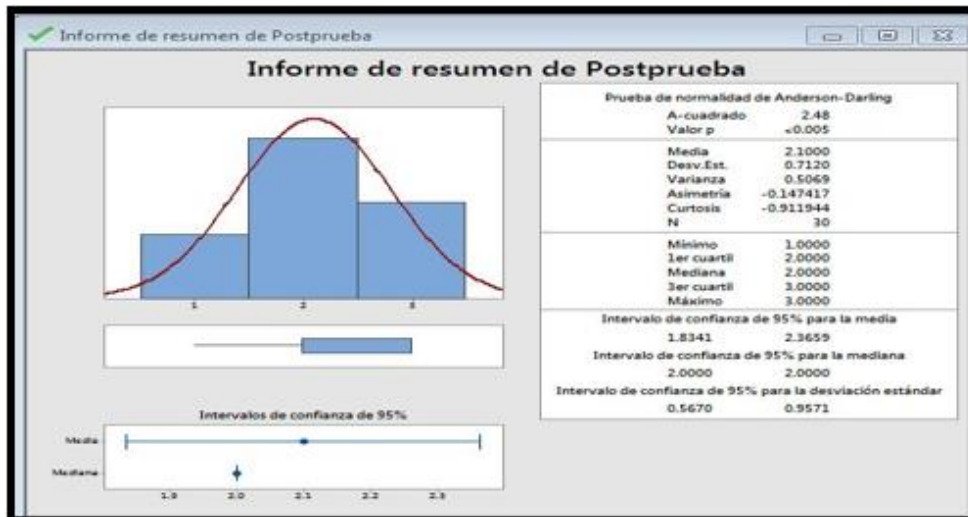 Informe de resumen de Postprueba
Informe de resumen de Postprueba
1 2 3
Intervalos de confianza de 95%
Media
Mediana
1.9 2.0 2.1 2.2 2.3
Prueba de normalidad de Anderson-Darling
A-cuadrado 2.48
Valor p <0.005
Media 2.1000
Desv.Est. 0.7120
Varianza 0.5069
Asimetría -0.147417
Curtosis -0.911944
N 30
Mínimo 1.0000
1er cuartil 2.0000
Mediana 2.0000
3er cuartil 3.0000
Máximo 3.0000
Intervalo de confianza de 95% para la media
1.8341 2.3659
Intervalo de confianza de 95% para la mediana
2.0000 2.0000
Intervalo de confianza de 95% para la desviación estándar
0.5670 0.9571